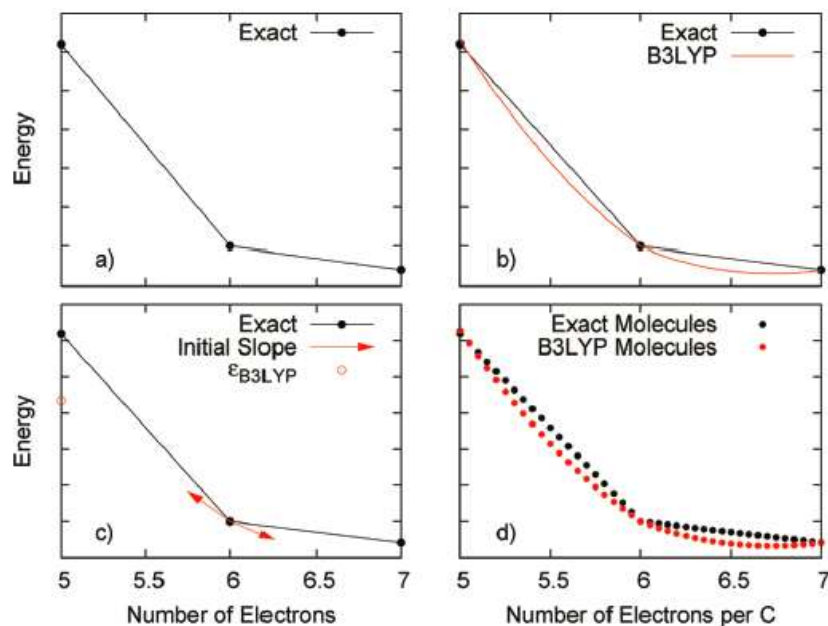 Exact
Energy
a)
Exact
B3LYP
b)
Exact
Initial Slope
εB3LYP
Energy
c)
5
5.5
6
6.5
7
Number of Electrons
Exact Molecules
B3LYP Molecules
d)
5
5.5
6
6.5
7
Number of Electrons per C